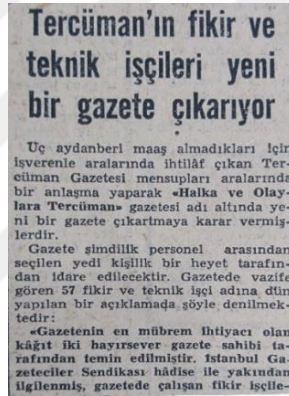 Tercüman'ın fikir ve
teknik işçileri yeni
bir gazete çıkarıyor
Uç aydanberi maaş almadıkları için
işverenle aralarında ihtilâf çıkan Ter-
cüman Gazetesi mensupları aralarında
bir anlaşma yaparak «Halka ve Olay-
lara Tercüman» gazetesi adı altında ye-
ni bir gazete çıkartmaya karar vermiş-
lerdir.
Gazete şimdilik personel arasından
seçilen yedi kişilik bir heyet tarafın-
dan idare edilecektir. Gazetede vazife
gören 57 fikir ve teknik işçi adına dün
yapılan bir açıklamada şöyle denilmek-
tedir:
«Gazetenin en mübrem ihtiyacı olan
kâğıt iki hayırsever gazete sahibi ta-
rafından temin edilmiştir. İstanbul Ga-
zeteciler Sendikası hâdise ile yakından
ilgilenmiş, gazetede çalışan fikir işçile-